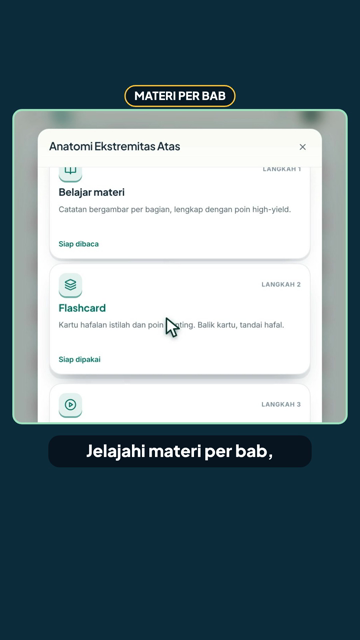 MATERI PER BAB
Anatomi Ekstremitas Atas
LANGKAH 1
Belajar materi
Catatan bergambar per bagian, lengkap dengan poin high-yield.
Siap dibaca
LANGKAH 2
Flashcard
Kartu hafalan istilah dan poin ting. Balik kartu, tandai hafal.
Siap dipakai
LANGKAH 3
Jelajahi materi per bab,